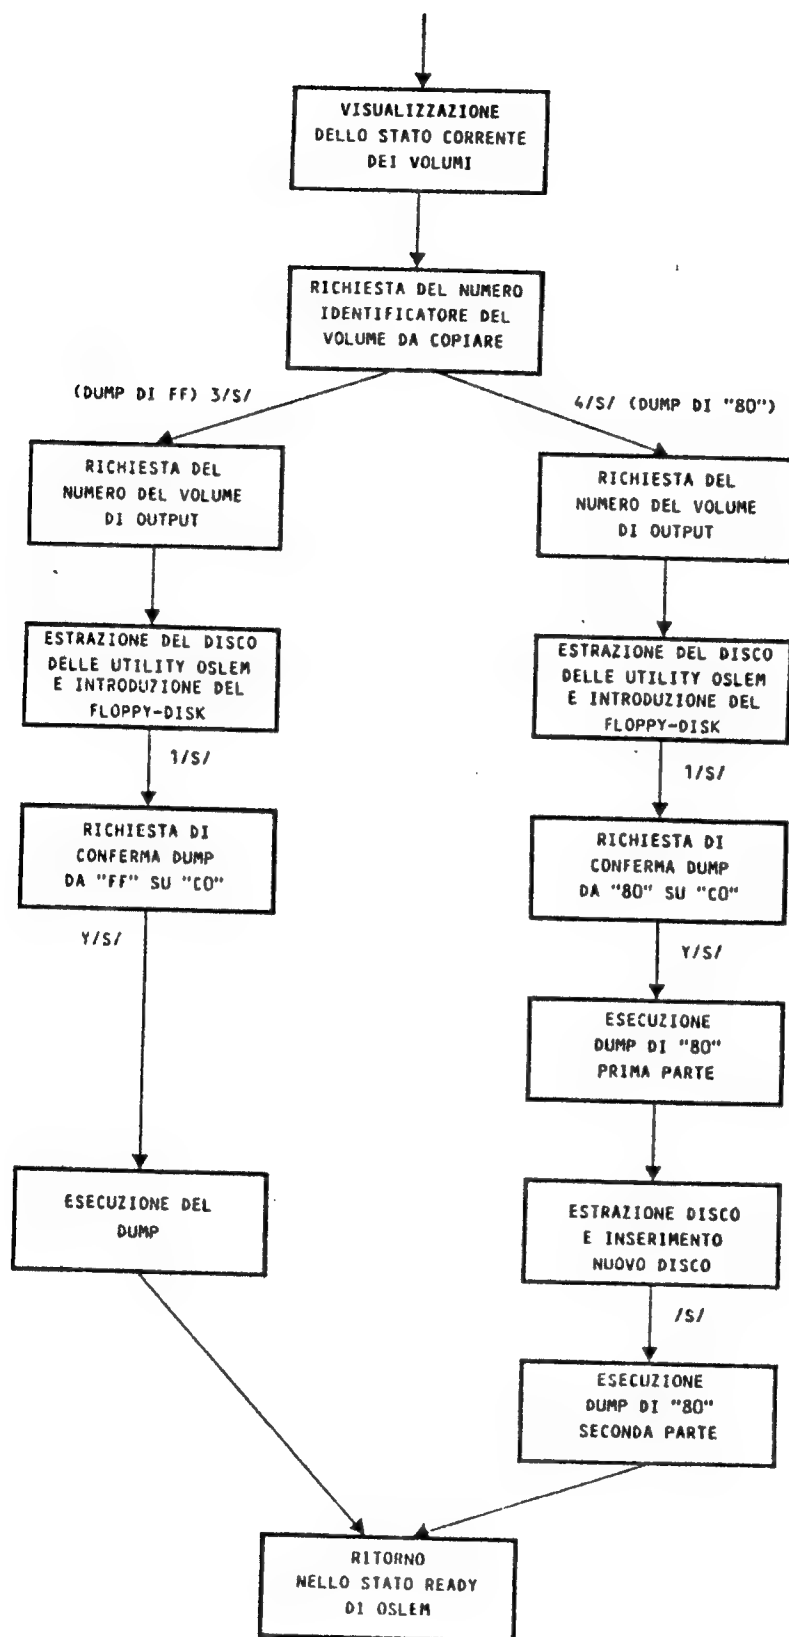 VISUALIZZAZIONE
DELLO STATO CORRENTE
DEI VOLUMI
RICHIESTA DEL NUMERO
IDENTIFICATORE DEL
VOLUME DA COPIARE
(DUMP DI FF) 3/S/
4/S/ (DUMP DI "80")
RICHIESTA DEL
NUMERO DEL VOLUME
DI OUTPUT
RICHIESTA DEL
NUMERO DEL VOLUME
DI OUTPUT
ESTRAZIONE DEL DISCO
DELLE UTILITY OSLEM
E INTRODUZIONE DEL
FLOPPY-DISK
ESTRAZIONE DEL DISCO
DELLE UTILITY OSLEM
E INTRODUZIONE DEL
FLOPPY-DISK
1/S/
1/S/
RICHIESTA DI
CONFERMA DUMP
DA "FF" SU "C0"
RICHIESTA DI
CONFERMA DUMP
DA "80" SU "C0"
Y/S/
Y/S/
ESECUZIONE
DUMP DI "80"
PRIMA PARTE
ESECUZIONE DEL
DUMP
ESTRAZIONE DISCO
E INSERIMENTO
NUOVO DISCO
/S/
ESECUZIONE
DUMP DI "80"
SECONDA PARTE
RITORNO
NELLO STATO READY
DI OSLEM